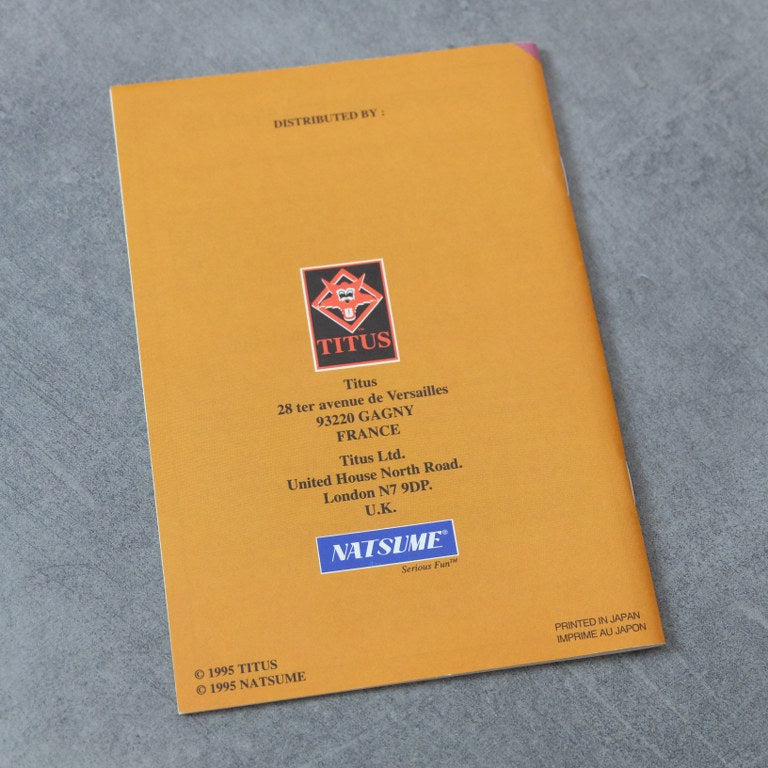 DISTRIBUTED BY :
TITUS
Titus
28 ter avenue de Versailles
93220 GAGNY
FRANCE
Titus Ltd.
United House North Road.
London N7 9DP.
U.K.
NATSUME®
Serious Fun™
PRINTED IN JAPAN
IMPRIME AU JAPON
© 1995 TITUS
© 1995 NATSUME